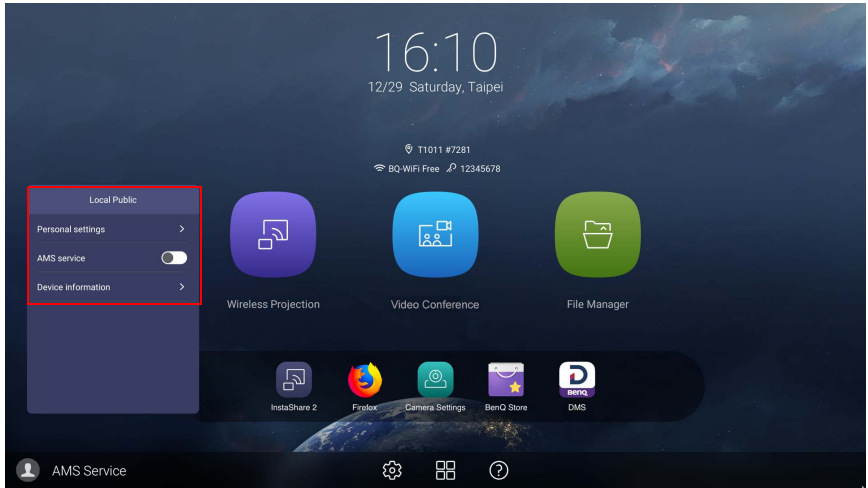 16:10
12/29 Saturday, Taipei
T1011 #7281
BQ-WiFi Free 12345678
Local Public
Personal settings
AMS service
Device information
Wireless Projection
Video Conference
File Manager
InstaShare 2
Firefox
Camera Settings
BenQ Store
BenQ
DMS
AMS Service